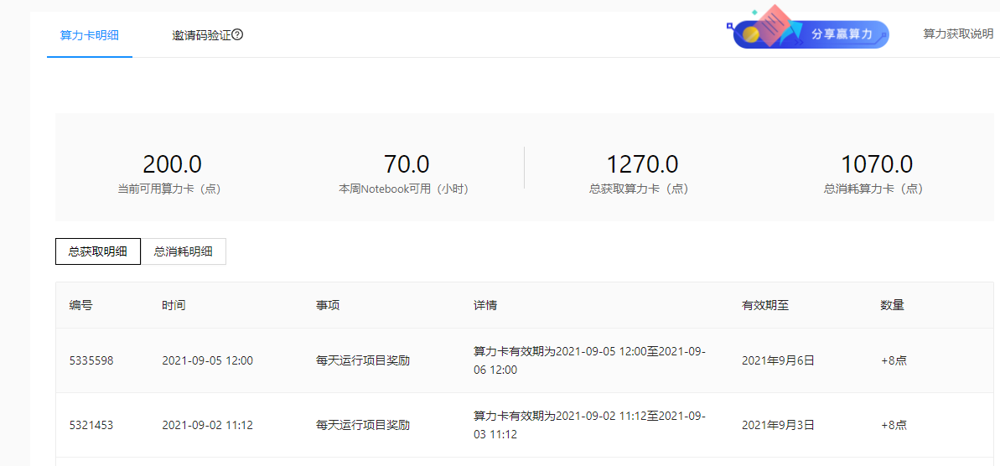 算力卡明细 邀请码验证? 分享赢算力 算力获取说明
200.0 70.0 1270.0 1070.0
当前可用算力卡（点） 本周Notebook可用（小时） 总获取算力卡（点） 总消耗算力卡（点）
总获取明细 总消耗明细
编号 时间 事项 详情 有效期至 数量
算力卡有效期为2021-09-05 12:00至2021-09-
5335598 2021-09-05 12:00 每天运行项目奖励 2021年9月6日 +8点
06 12:00
算力卡有效期为2021-09-02 11:12至2021-09-
5321453 2021-09-02 11:12 每天运行项目奖励 2021年9月3日 +8点
03 11:12